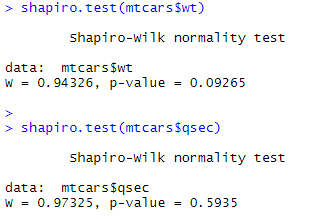 > shapiro.test(mtcars$wt)
Shapiro-Wilk normality test
data:  mtcars$wt
W = 0.94326, p-value = 0.09265
>
> shapiro.test(mtcars$qsec)
Shapiro-Wilk normality test
data:  mtcars$qsec
W = 0.97325, p-value = 0.5935